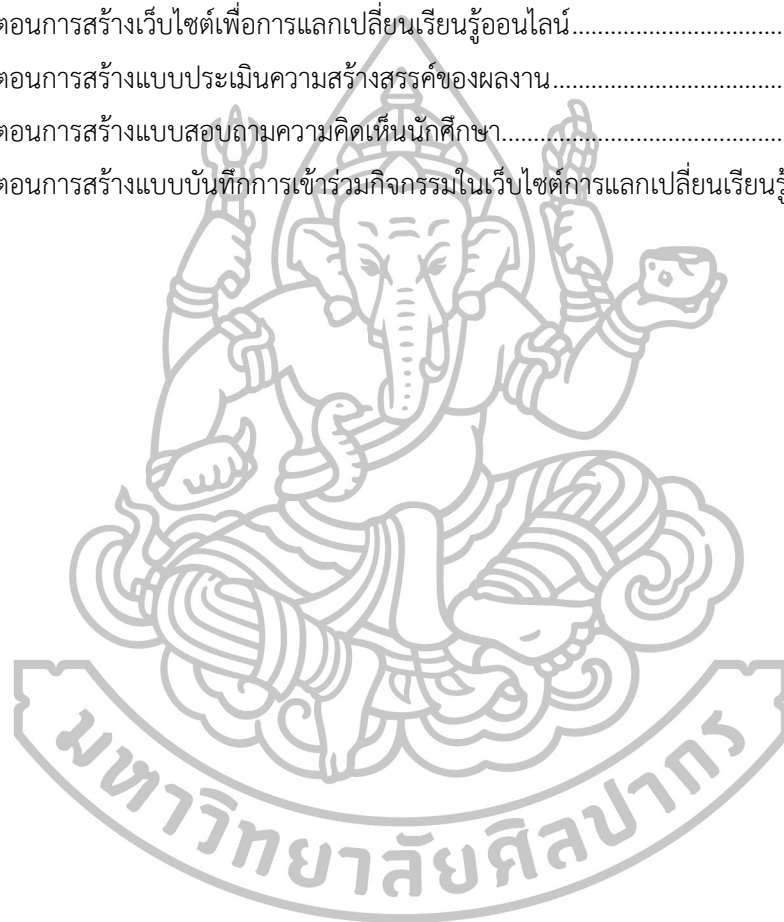 ตอนการสร้างเว็บไซต์เพื่อการแลกเปลี่ยนเรียนรู้ออนไลน์
ตอนการสร้างแบบประเมินความสร้างสรรค์ของผลงาน
ตอนการสร้างแบบสอบถามความคิดเห็นนักศึกษา
ตอนการสร้างแบบบันทึกการเข้าร่วมกิจกรรมในเว็บไซต์การแลกเปลี่ยนเรียนรู้
มหาวิทยาลัยศิลปากร